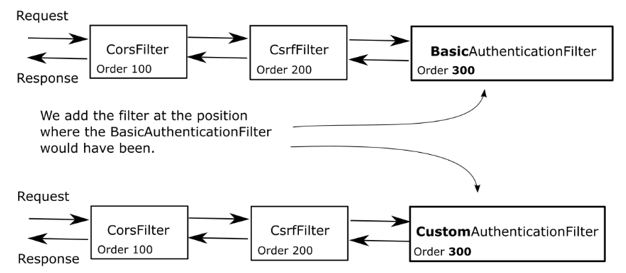 Request
CorsFilter
Order 100
CsrfFilter
Order 200
BasicAuthenticationFilter
Order 300
Response
We add the filter at the position
where the BasicAuthenticationFilter
would have been.
Request
CorsFilter
Order 100
CsrfFilter
Order 200
CustomAuthenticationFilter
Order 300
Response